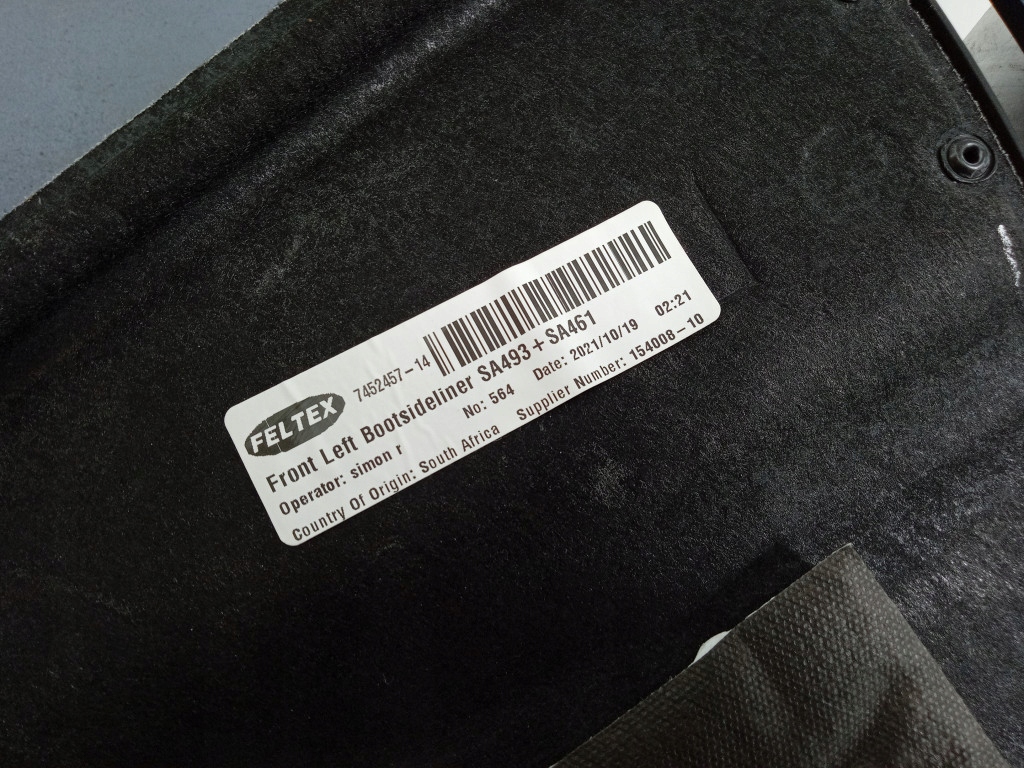 FELTEX 7452457-14
Front Left Bootsideliner SA493 + SA461
Operator: simon r No: 564 Date: 2021/10/19 02:21
Country Of Origin: South Africa Supplier Number: 154008-10